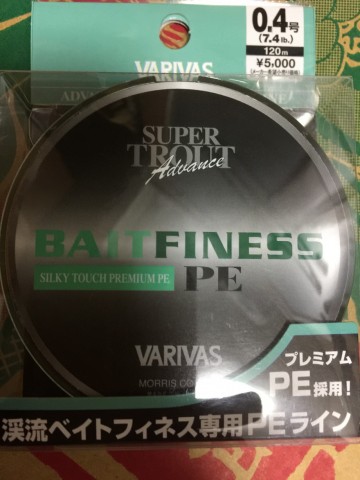 0.4号
(7.4lb.)
120m
¥5,000
VARIVAS
SUPER
TROUT
Advance
BAITFINESS
SILKY TOUCH PREMIUM PE
PE
VARIVAS
プレミアム
PE採用!
渓流ベイトフィネス専用PEライン